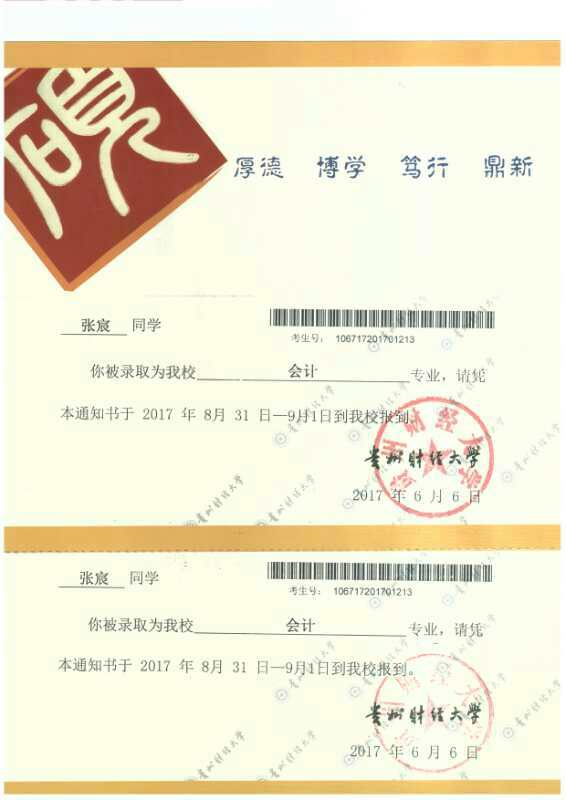 硕
厚德 博学 笃行 鼎新
张宸 同学
考生号： 106717201701213
你被录取为我校 会计 专业，请凭
本通知书于 2017 年 8月 31 日—9月1日到我校报到。
贵州财经大学
2017 年 6 月 6 日
张宸 同学
考生号： 106717201701213
你被录取为我校 会计 专业，请凭
本通知书于 2017 年 8月 31 日—9月1日到我校报到。
贵州财经大学
2017 年 6 月 6 日